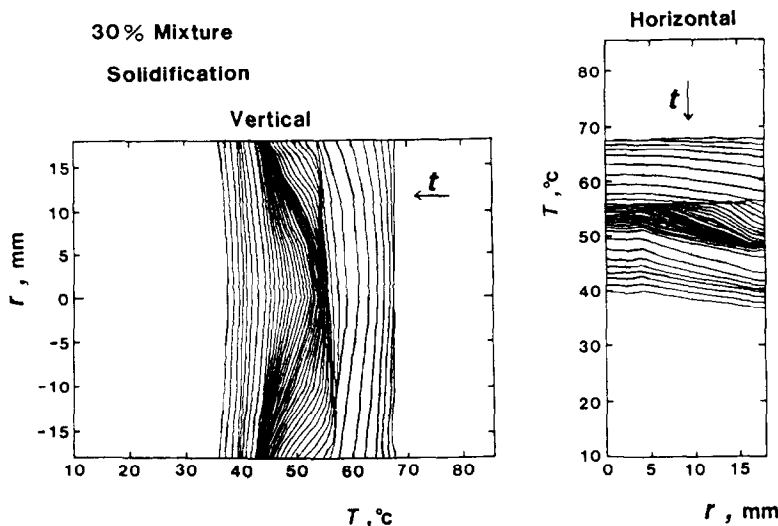 30% Mixture
Solidification
Vertical
r, mm
15
10
5
0
-5
-10
-15
10 20 30 40 50 60 70 80
T, °c
t
Horizontal
T, °c
80
70
60
50
40
30
20
10
0 5 10 15
r, mm
t